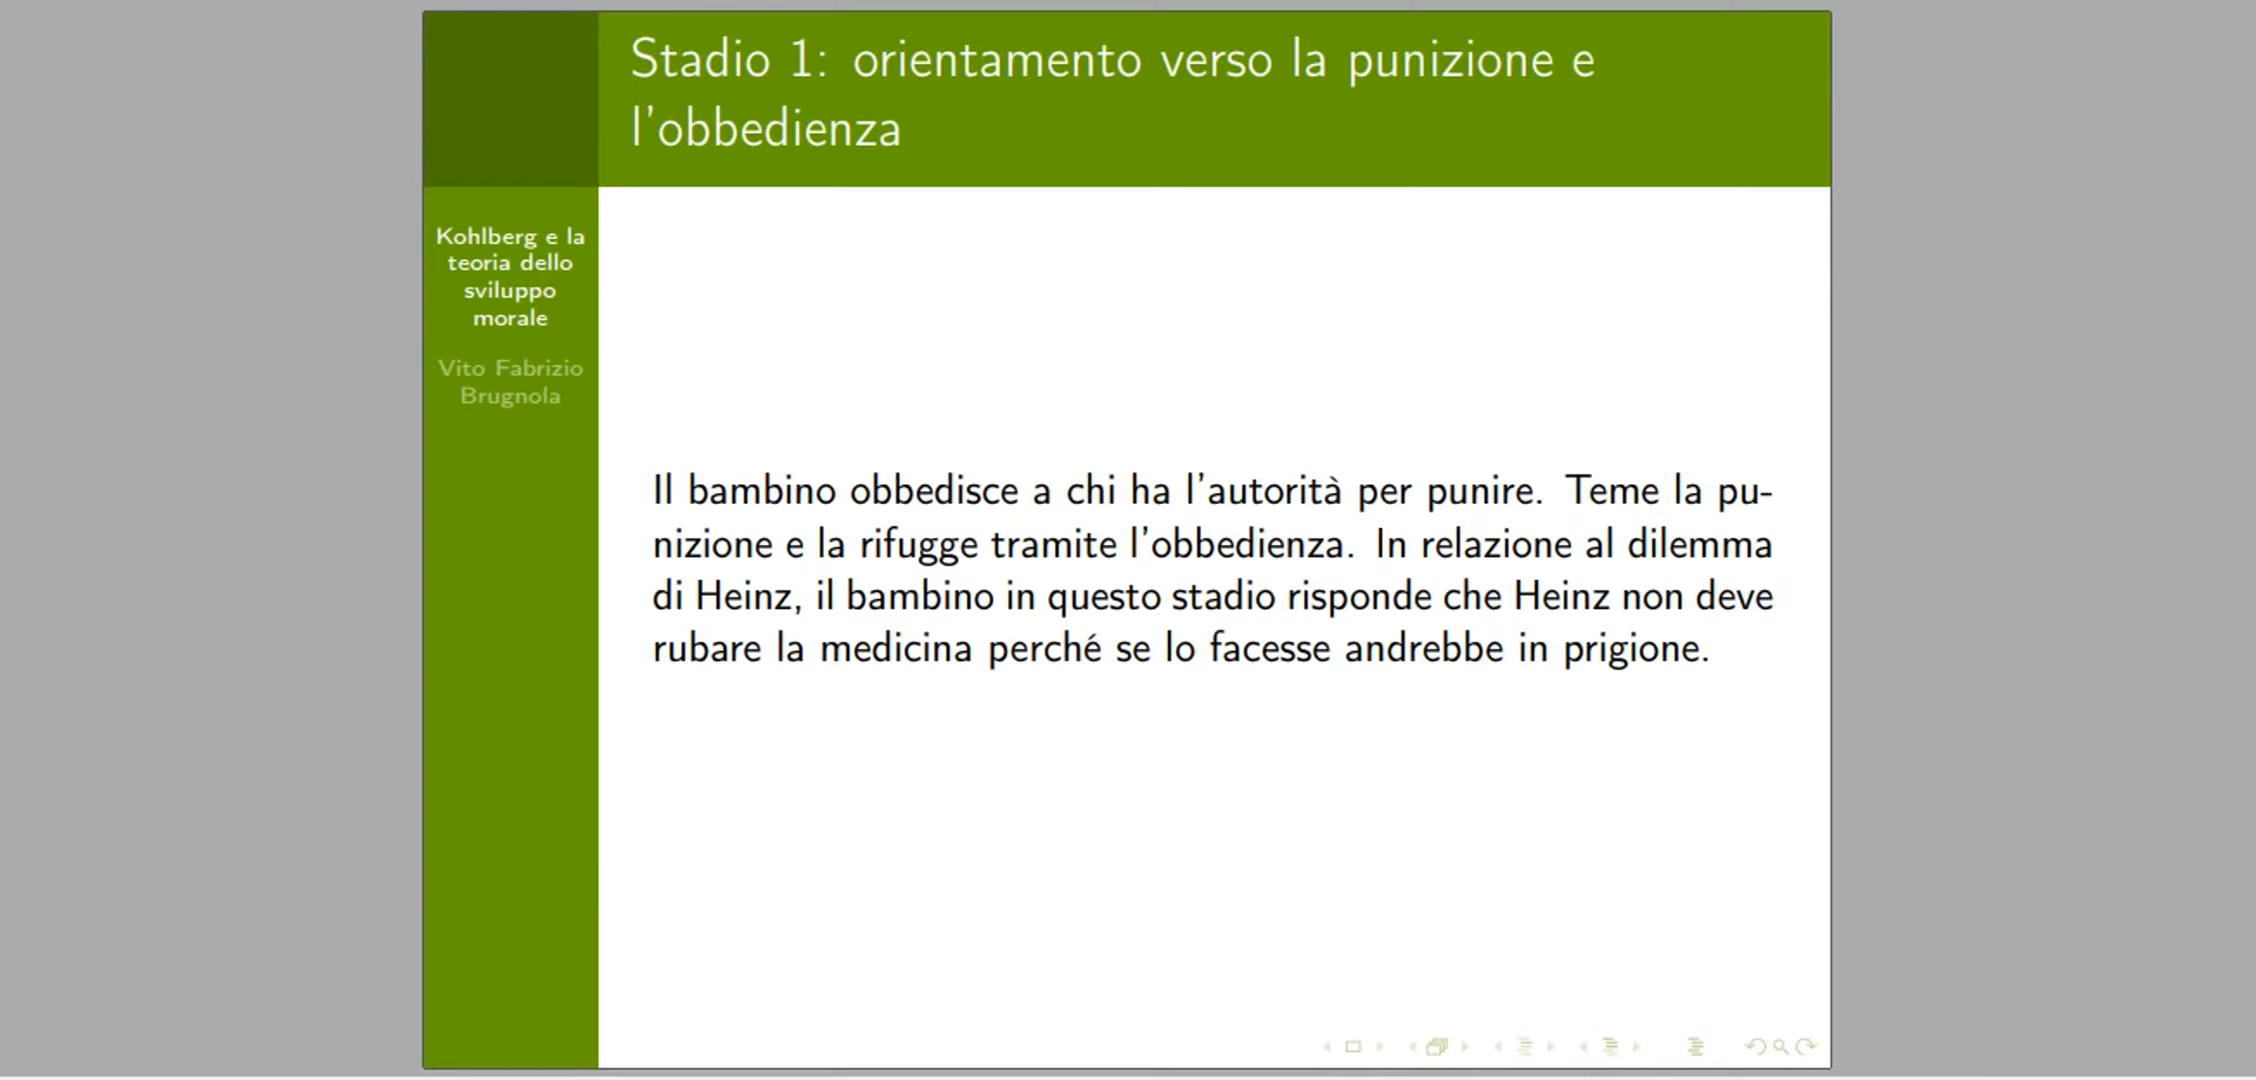 Stadio 1: orientamento verso la punizione e
l'obbedienza
Kohlberg e la
teoria dello
sviluppo
morale
Vito Fabrizio
Brugnola
Il bambino obbedisce a chi ha l'autorità per punire. Teme la pu-
nizione e la rifugge tramite l'obbedienza. In relazione al dilemma
di Heinz, il bambino in questo stadio risponde che Heinz non deve
rubare la medicina perché se lo facesse andrebbe in prigione.